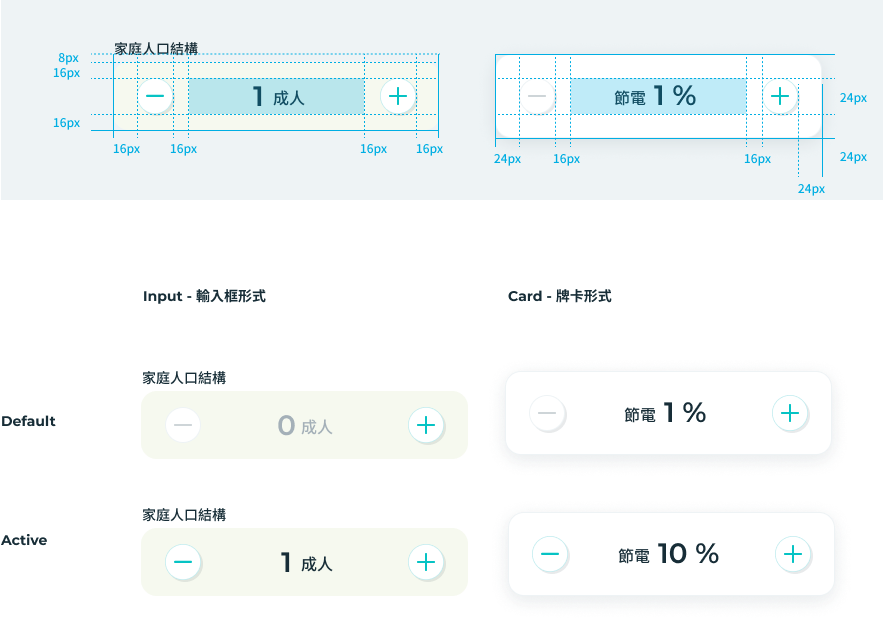 家庭人口結構
8px
16px
1 成人
16px
16px
16px
16px
16px
節電 1 %
24px
24px
24px
16px
16px
24px
Input - 輸入框形式
Card - 牌卡形式
家庭人口結構
Default
0 成人
節電 1 %
家庭人口結構
Active
1 成人
節電 10 %